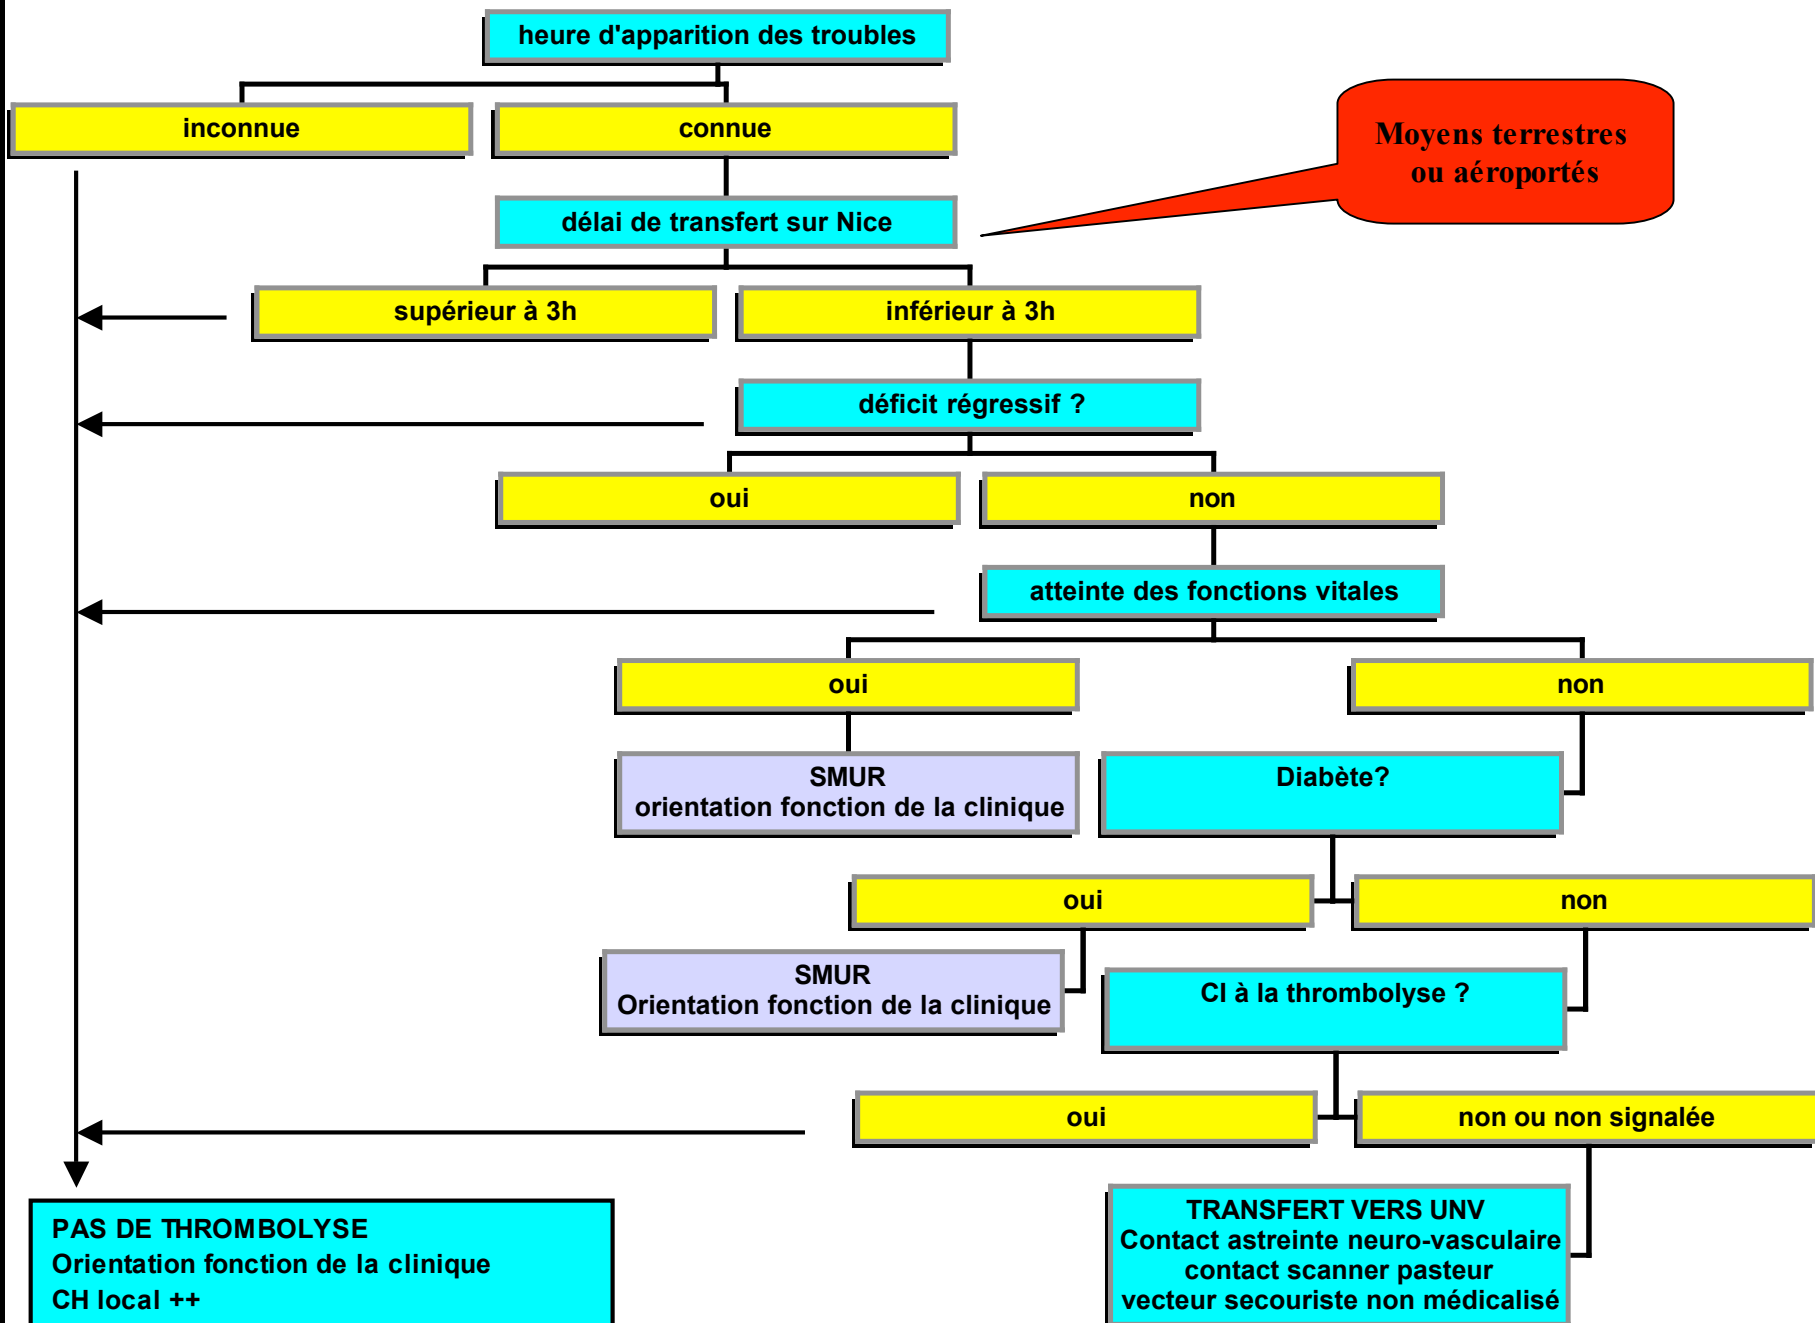 heure d'apparition des troubles
inconnue
connue
Moyens terrestres
ou aéroportés
délai de transfert sur Nice
supérieur à 3h
inférieur à 3h
déficit régressif ?
oui
non
atteinte des fonctions vitales
oui
non
SMUR
orientation fonction de la clinique
Diabète?
oui
non
SMUR
Orientation fonction de la clinique
CI à la thrombolyse ?
oui
non ou non signalée
PAS DE THROMBOLYSE
Orientation fonction de la clinique
CH local ++
TRANSFERT VERS UNV
Contact astreinte neuro-vasculaire
contact scanner pasteur
vecteur secouriste non médicalisé